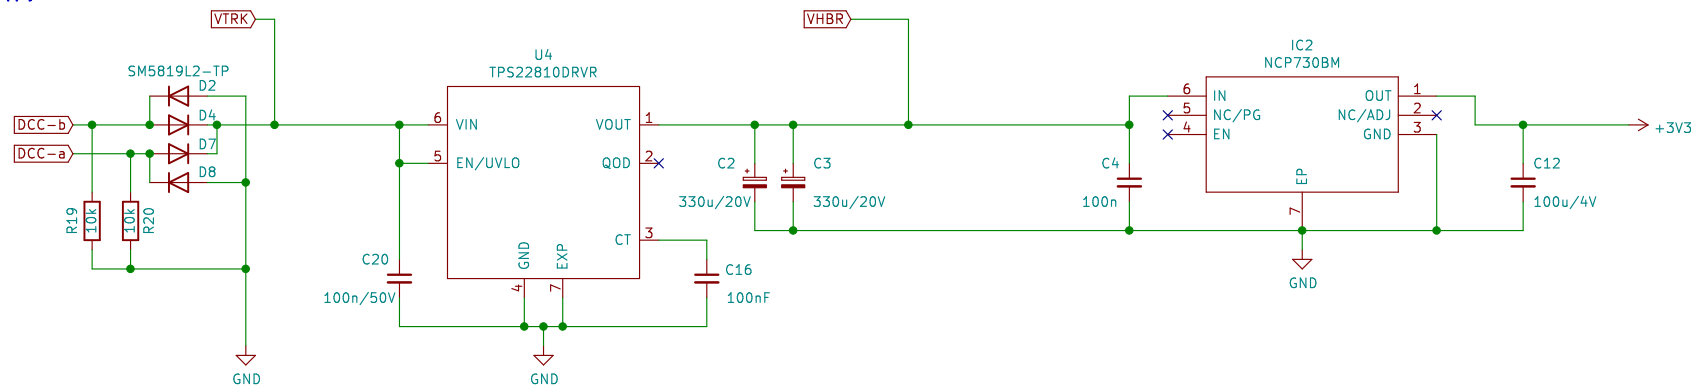 VTRK
VHBR
SM5819L2-TP
D2
D4
D7
D8
DCC-b
DCC-a
R19
10k
10k
R20
GND
U4
TPS22810DRVR
6
VIN
VOUT
1
5
EN/UVLO
QOD
2
CT
3
GND
EXP
4
7
C20
100n/50V
C16
100nF
GND
C2
330u/20V
C3
330u/20V
C4
100n
IC2
NCP730BM
6
IN
OUT
1
5
NC/PG
NC/ADJ
2
4
EN
GND
3
EP
7
GND
C12
100u/4V
+3V3